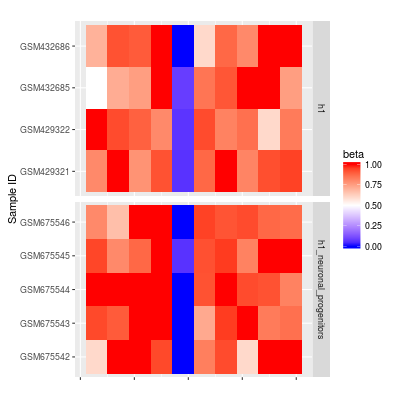 GSM432686
GSM432685
GSM429322
GSM429321
h1
GSM675546
GSM675545
GSM675544
GSM675543
GSM675542
h1_neuronal_progenitors
Sample ID
beta
1.00
0.75
0.50
0.25
0.00